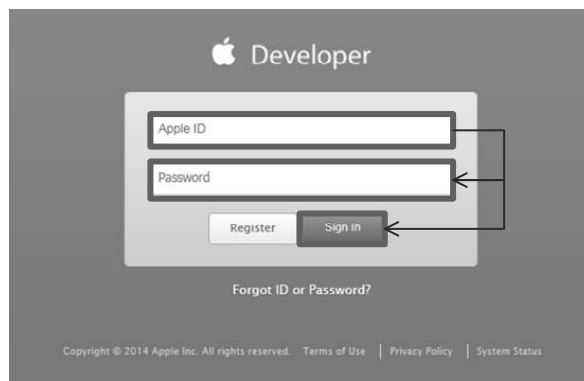 Developer
Apple ID
Password
Register Sign In
Forgot ID or Password?
Copyright © 2014 Apple Inc. All rights reserved. Terms of Use | Privacy Policy | System Status